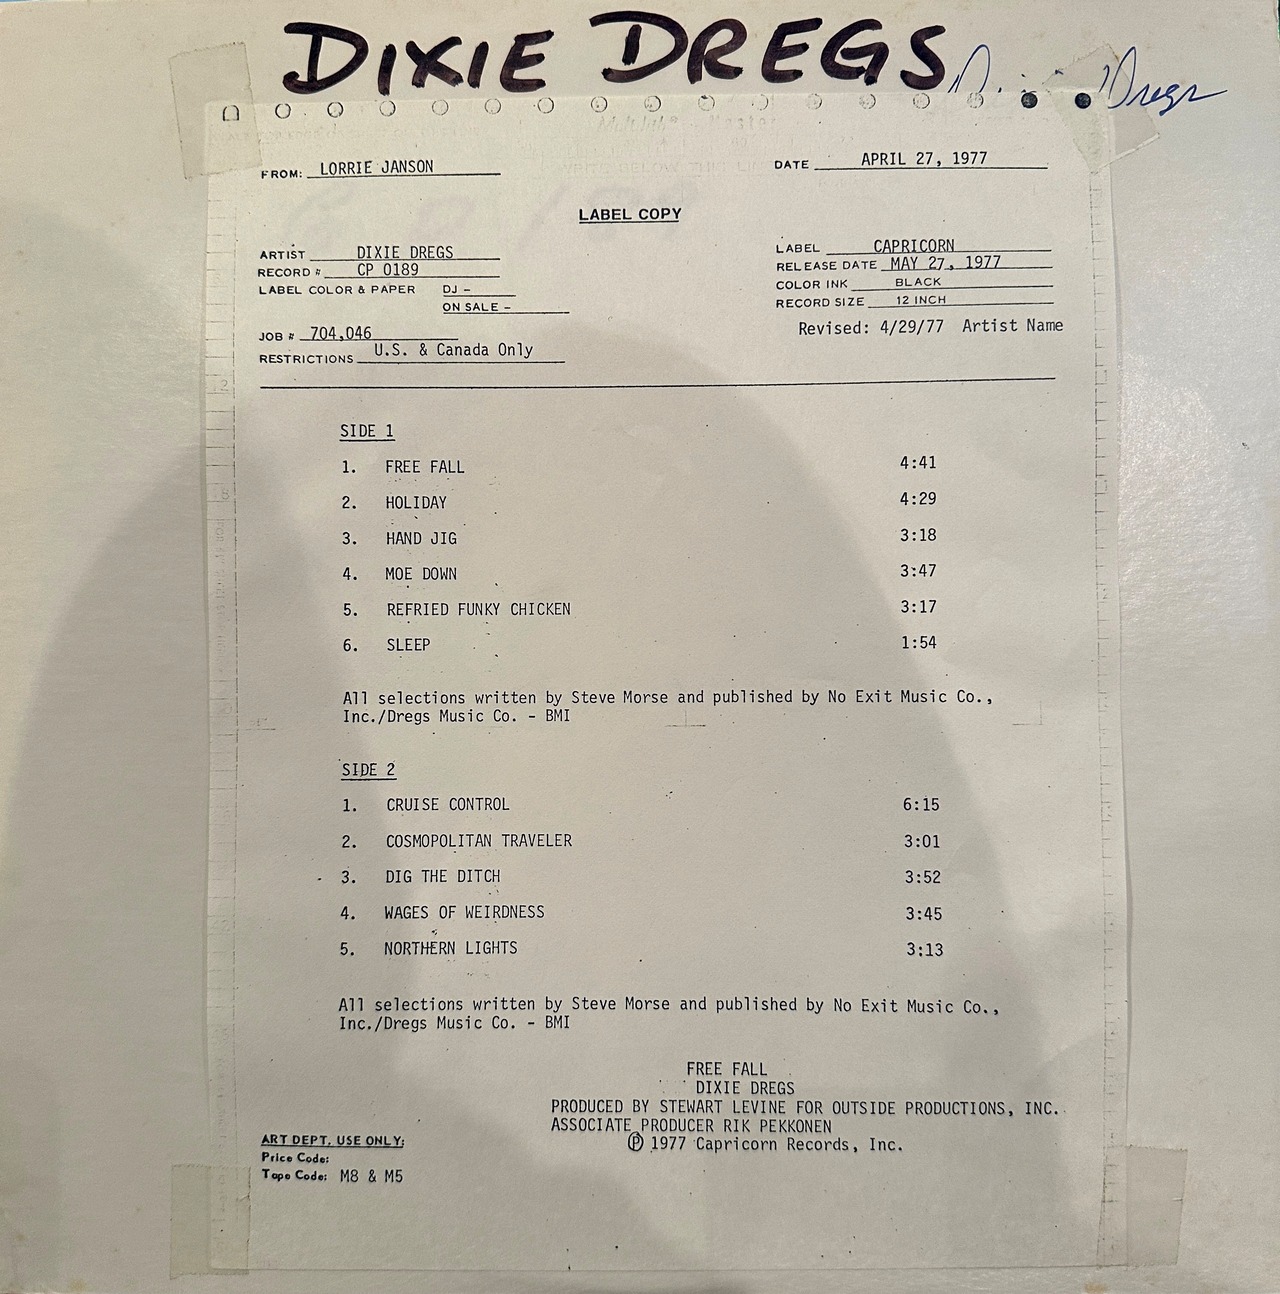 DIXIE DREGS
Dregs
FROM: LORRIE JANSON
DATE APRIL 27, 1977
LABEL COPY
ARTIST DIXIE DREGS
LABEL CAPRICORN
RECORD # CP 0189
RELEASE DATE MAY 27, 1977
LABEL COLOR & PAPER DJ -
COLOR INK BLACK
ON SALE -
RECORD SIZE 12 INCH
JOB # 704,046
Revised: 4/29/77 Artist Name
RESTRICTIONS U.S. & Canada Only
SIDE 1
1. FREE FALL 4:41
2. HOLIDAY 4:29
3. HAND JIG 3:18
4. MOE DOWN 3:47
5. REFRIED FUNKY CHICKEN 3:17
6. SLEEP 1:54
All selections written by Steve Morse and published by No Exit Music Co.,
Inc./Dregs Music Co. - BMI
SIDE 2
1. CRUISE CONTROL 6:15
2. COSMOPOLITAN TRAVELER 3:01
3. DIG THE DITCH 3:52
4. WAGES OF WEIRDNESS 3:45
5. NORTHERN LIGHTS 3:13
All selections written by Steve Morse and published by No Exit Music Co.,
Inc./Dregs Music Co. - BMI
FREE FALL
DIXIE DREGS
PRODUCED BY STEWART LEVINE FOR OUTSIDE PRODUCTIONS, INC.
ASSOCIATE PRODUCER RIK PEKKONEN
℗ 1977 Capricorn Records, Inc.
ART DEPT. USE ONLY:
Price Code:
Tape Code: M8 & M5